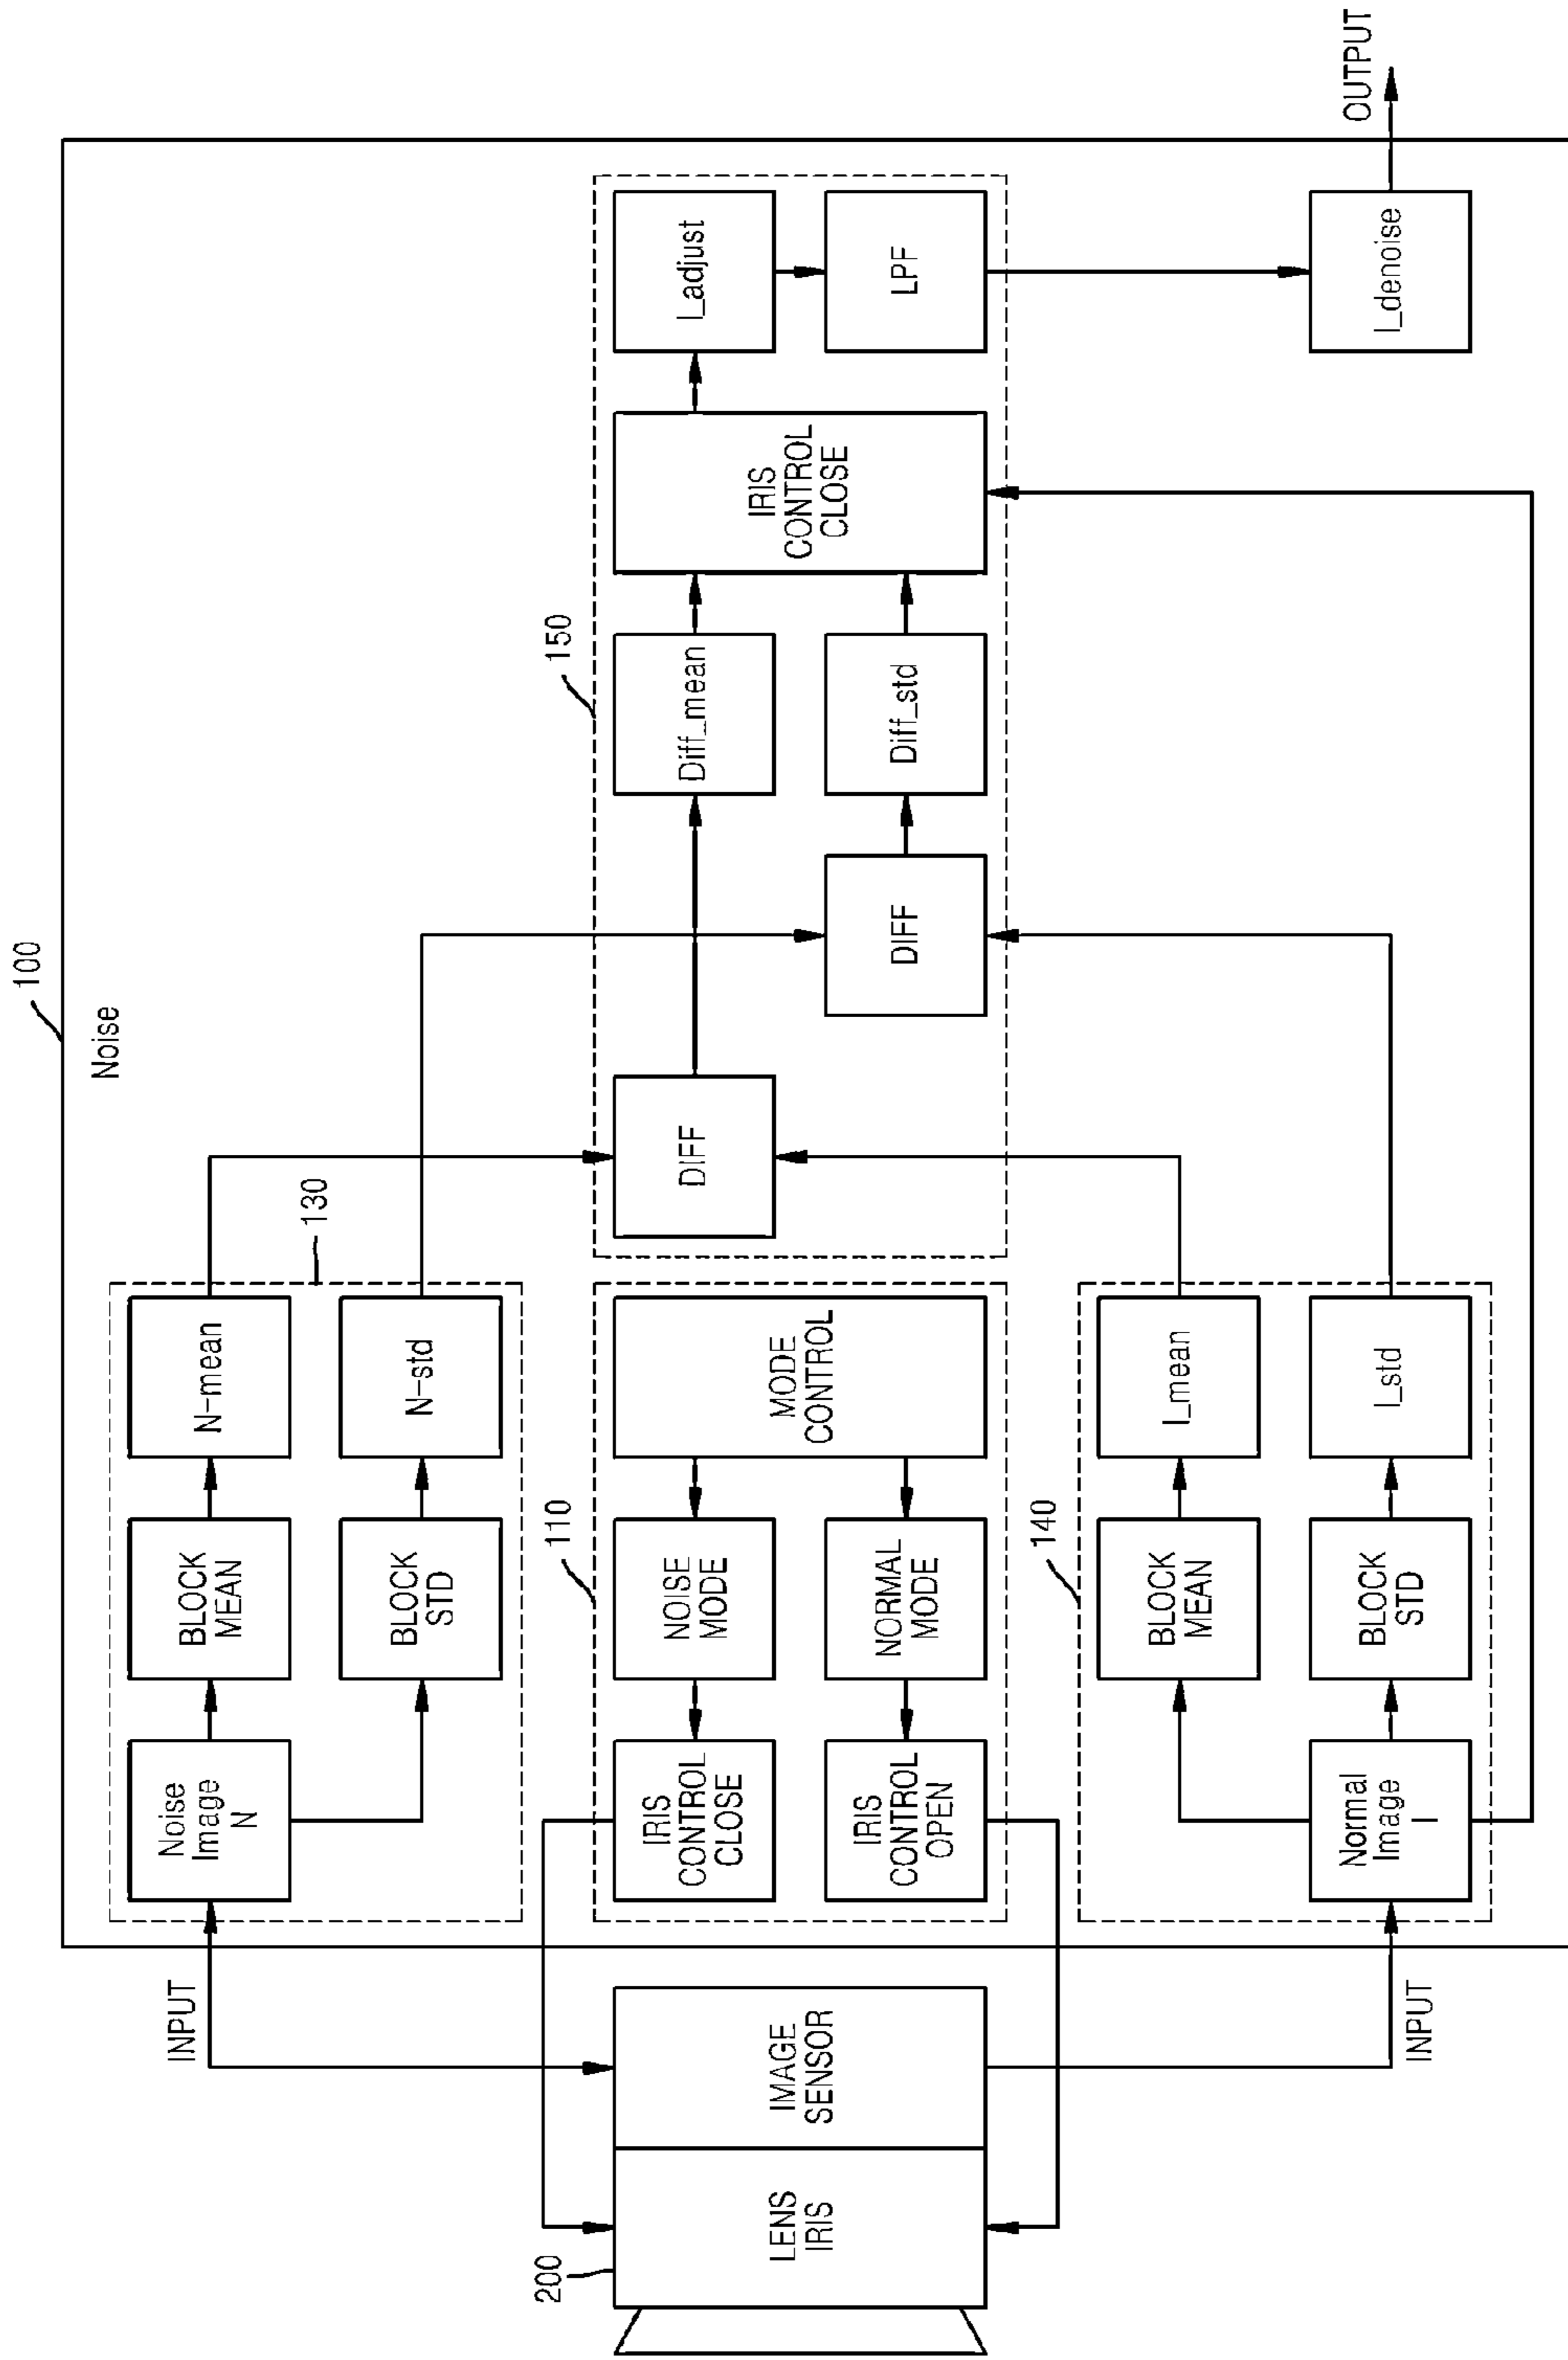 100
Noise
INPUT
130
Noise
Image
N
BLOCK
MEAN
N-mean
BLOCK
STD
N-std
200
LENS
IRIS
IMAGE
SENSOR
110
IRIS
CONTROL
CLOSE
NOISE
MODE
MODE
CONTROL
IRIS
CONTROL
OPEN
NORMAL
MODE
150
DIFF
Diff_mean
IRIS
CONTROL
CLOSE
I_adjust
DIFF
Diff_std
LPF
140
BLOCK
MEAN
I_mean
INPUT
Normal
Image
I
BLOCK
STD
I_std
I_denoise
OUTPUT